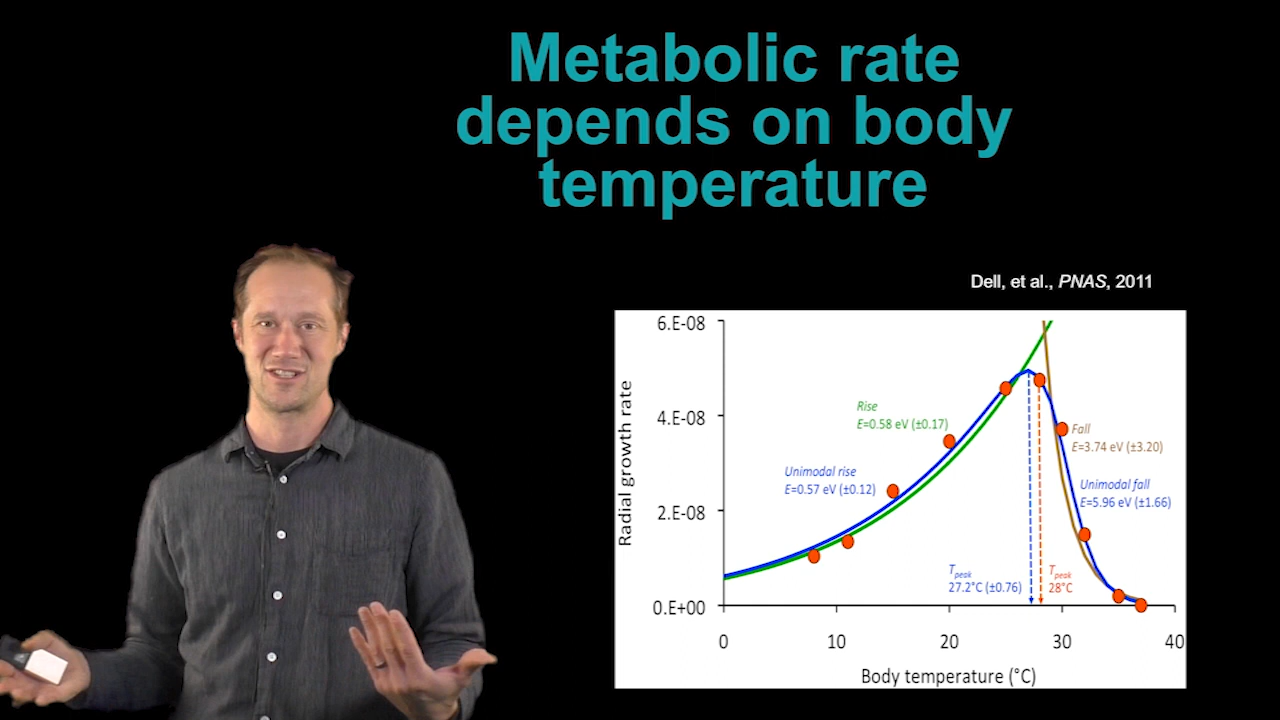 Metabolic rate
depends on body
temperature
Dell, et al., PNAS, 2011
6.E-08
4.E-08
2.E-08
0.E+00
Radial growth rate
Rise
E=0.58 eV (±0.17)
Unimodal rise
E=0.57 eV (±0.12)
Fall
E=3.74 eV (±3.20)
Unimodal fall
E=5.96 eV (±1.66)
Tpeak
27.2°C (±0.76)
Tpeak
28°C
0 10 20 30 40
Body temperature (°C)